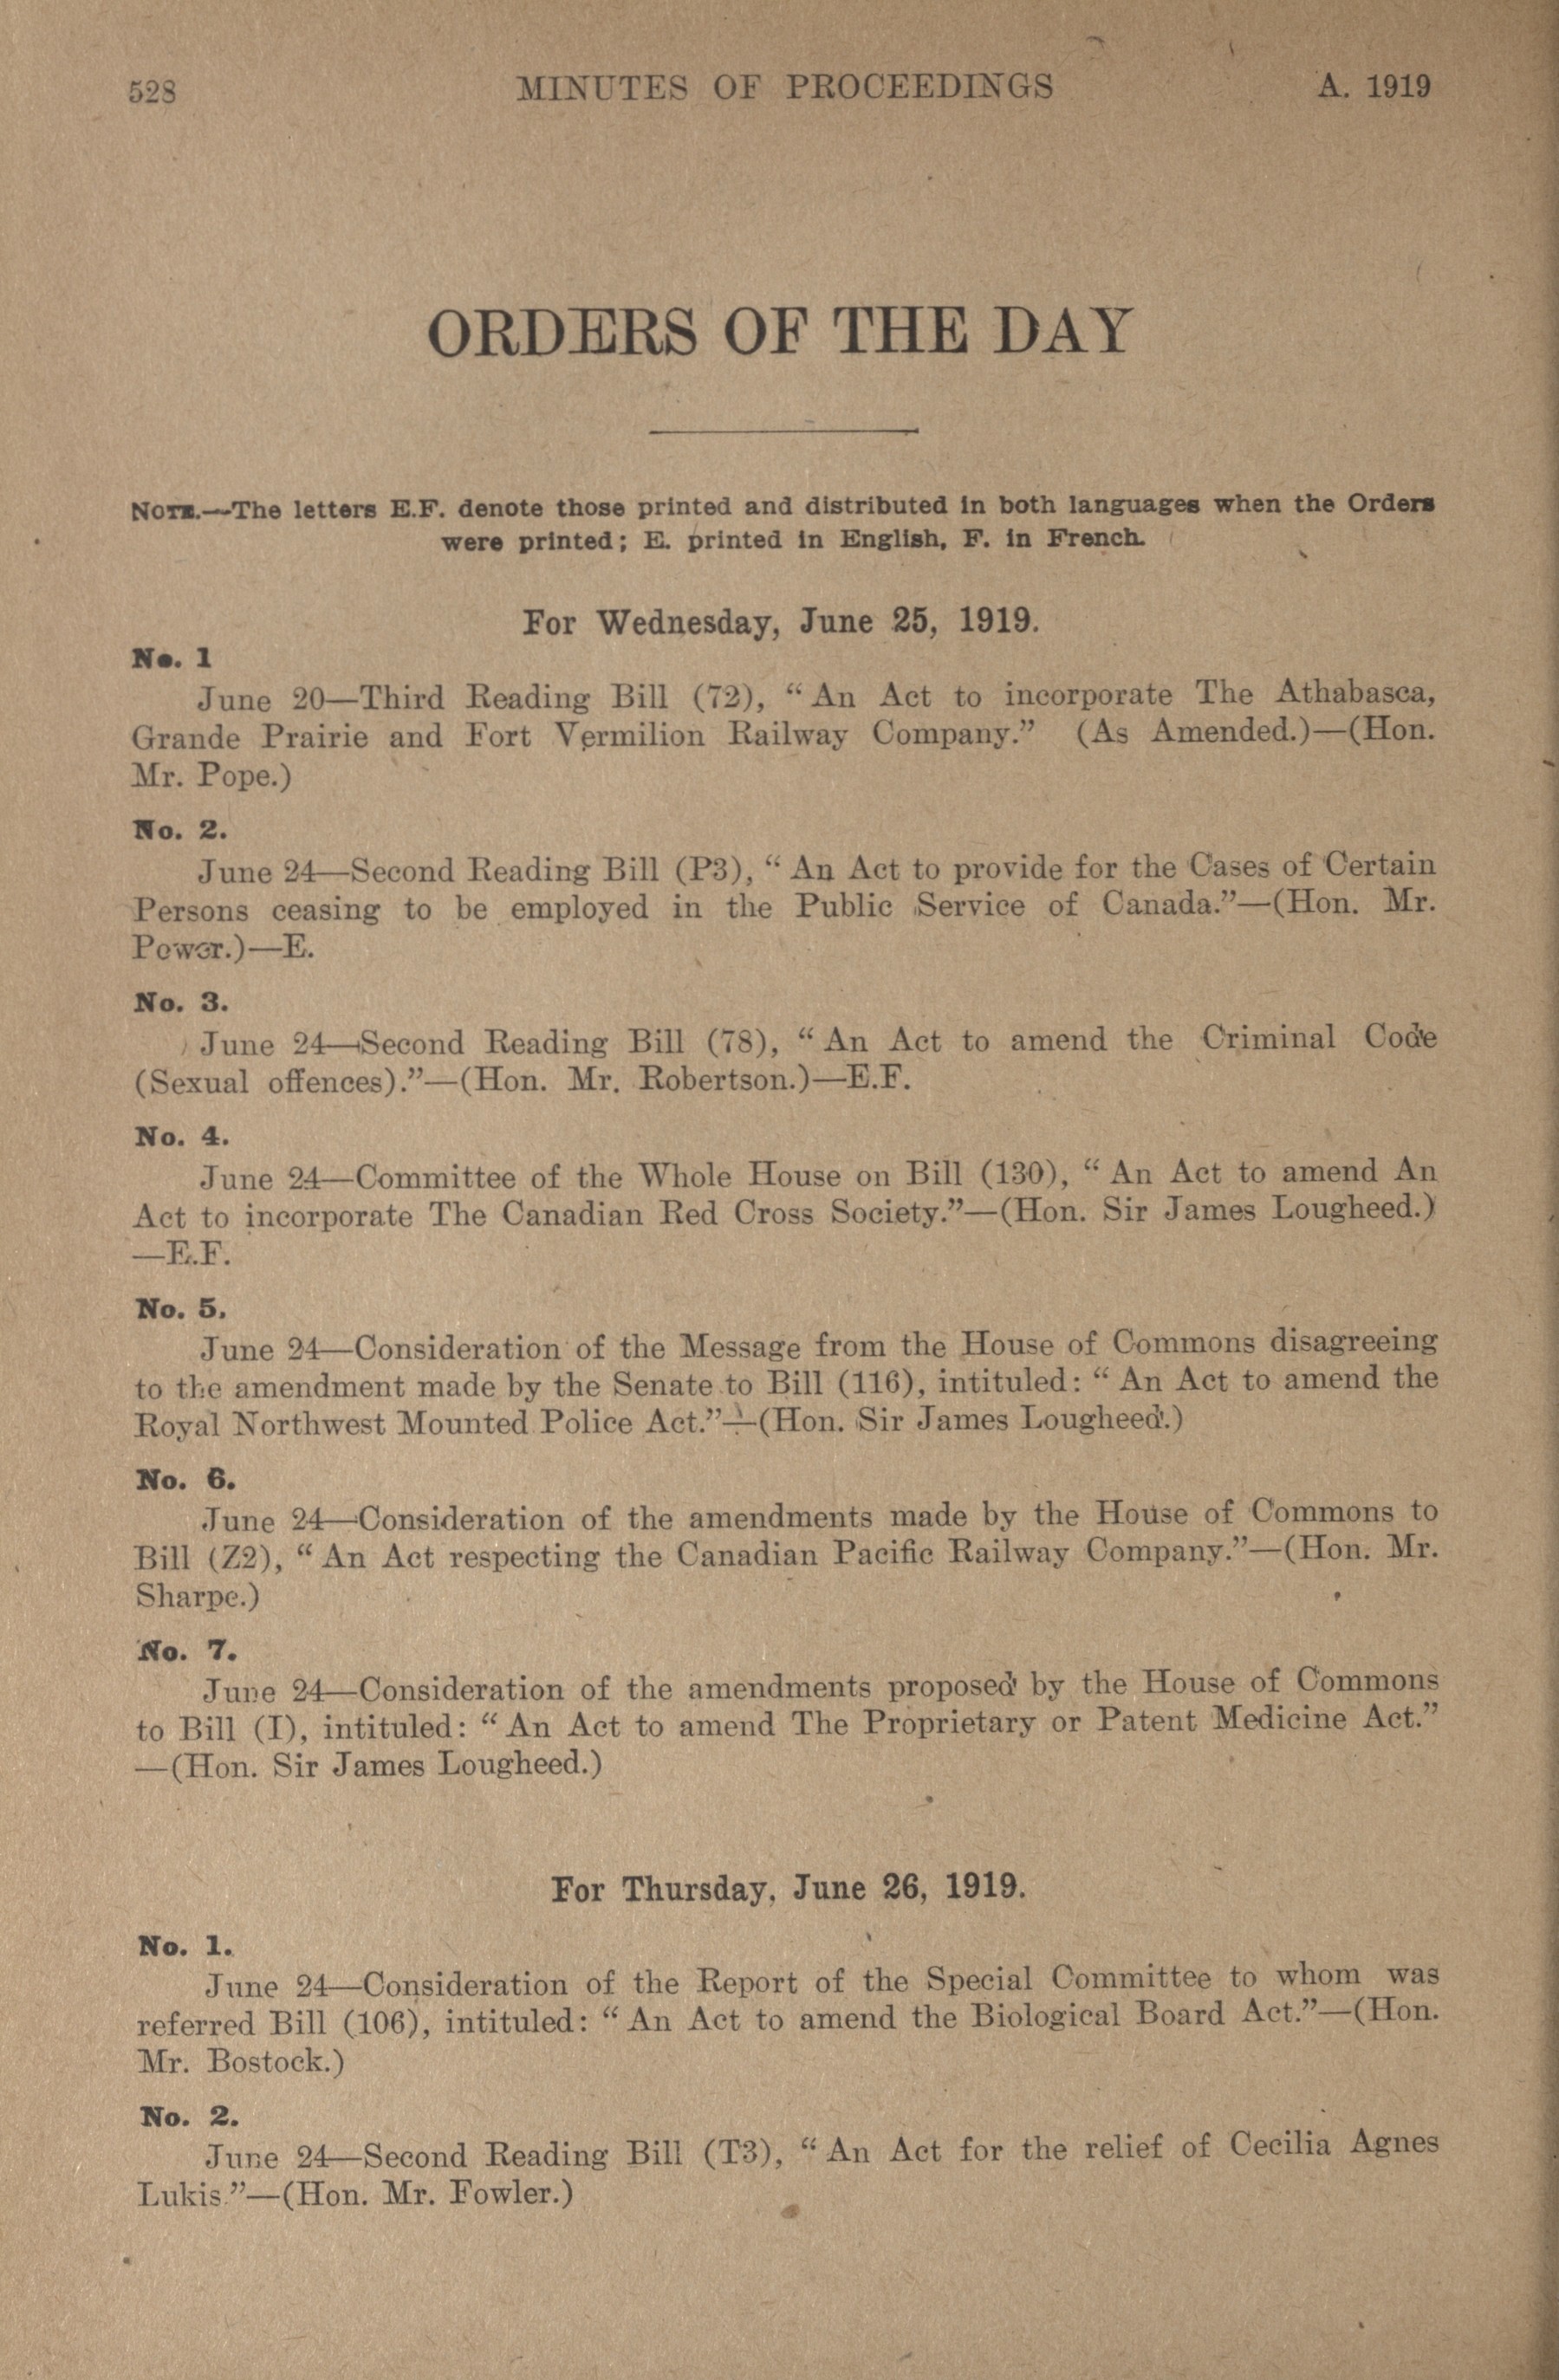 528 MINUTES OF PROCEEDINGS A. 1919
ORDERS OF THE DAY
NOTE.—The letters E.F. denote those printed and distributed in both languages when the Orders
were printed; E. printed in English, F. in French.
For Wednesday, June 25, 1919.
No. 1
June 20—Third Reading Bill (72), “An Act to incorporate The Athabasca,
Grande Prairie and Fort Vermilion Railway Company.” (As Amended.)—(Hon.
Mr. Pope.)
No. 2.
June 24—Second Reading Bill (P3), “An Act to provide for the Cases of Certain
Persons ceasing to be employed in the Public Service of Canada.”—(Hon. Mr.
Power.)—E.
No. 3.
June 24—Second Reading Bill (78), “An Act to amend the Criminal Code
(Sexual offences).”—(Hon. Mr. Robertson.)—E.F.
No. 4.
June 24—Committee of the Whole House on Bill (130), “An Act to amend An
Act to incorporate The Canadian Red Cross Society.”—(Hon. Sir James Lougheed.)
—E.F.
No. 5.
June 24—Consideration of the Message from the House of Commons disagreeing
to the amendment made by the Senate to Bill (116), intituled: “An Act to amend the
Royal Northwest Mounted Police Act.”—(Hon. Sir James Lougheed.)
No. 6.
June 24—Consideration of the amendments made by the House of Commons to
Bill (Z2), “An Act respecting the Canadian Pacific Railway Company.”—(Hon. Mr.
Sharpe.)
No. 7.
June 24—Consideration of the amendments proposed by the House of Commons
to Bill (I), intituled: “An Act to amend The Proprietary or Patent Medicine Act.”
—(Hon. Sir James Lougheed.)
For Thursday, June 26, 1919.
No. 1.
June 24—Consideration of the Report of the Special Committee to whom was
referred Bill (106), intituled: “An Act to amend the Biological Board Act.”—(Hon.
Mr. Bostock.)
No. 2.
June 24—Second Reading Bill (T3), “An Act for the relief of Cecilia Agnes
Lukis.”—(Hon. Mr. Fowler.)